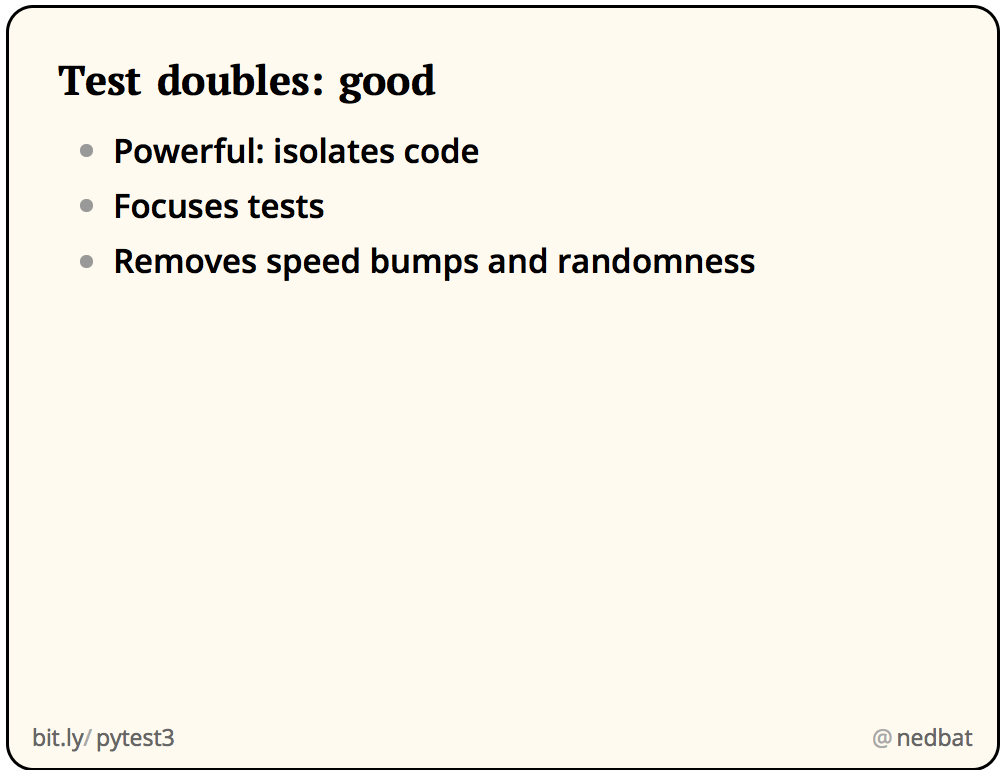 Test doubles: good
Powerful: isolates code
Focuses tests
Removes speed bumps and randomness
bit.ly/pytest3
@nedbat